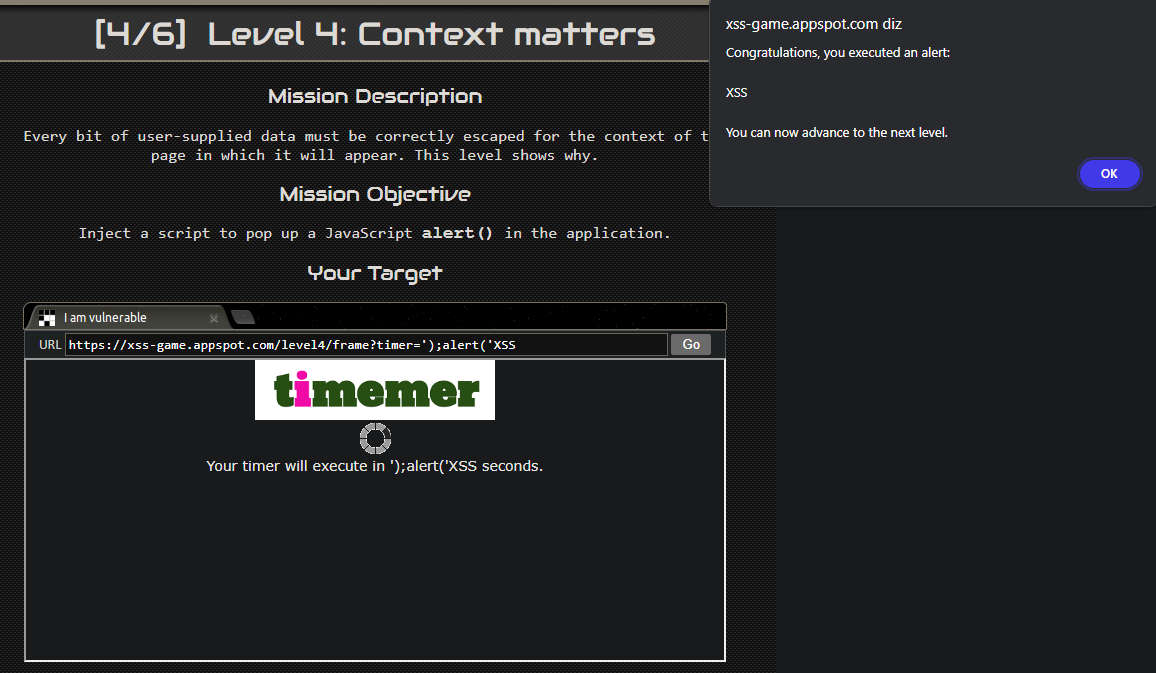 [4/6] Level 4: Context matters
xss-game.appspot.com diz
Congratulations, you executed an alert:
XSS
You can now advance to the next level.
OK
Mission Description
Every bit of user-supplied data must be correctly escaped for the context of t
page in which it will appear. This level shows why.
Mission Objective
Inject a script to pop up a JavaScript alert() in the application.
Your Target
I am vulnerable
URL https://xss-game.appspot.com/level4/frame?timer=');alert('XSS Go
timemer
Your timer will execute in ');alert('XSS seconds.